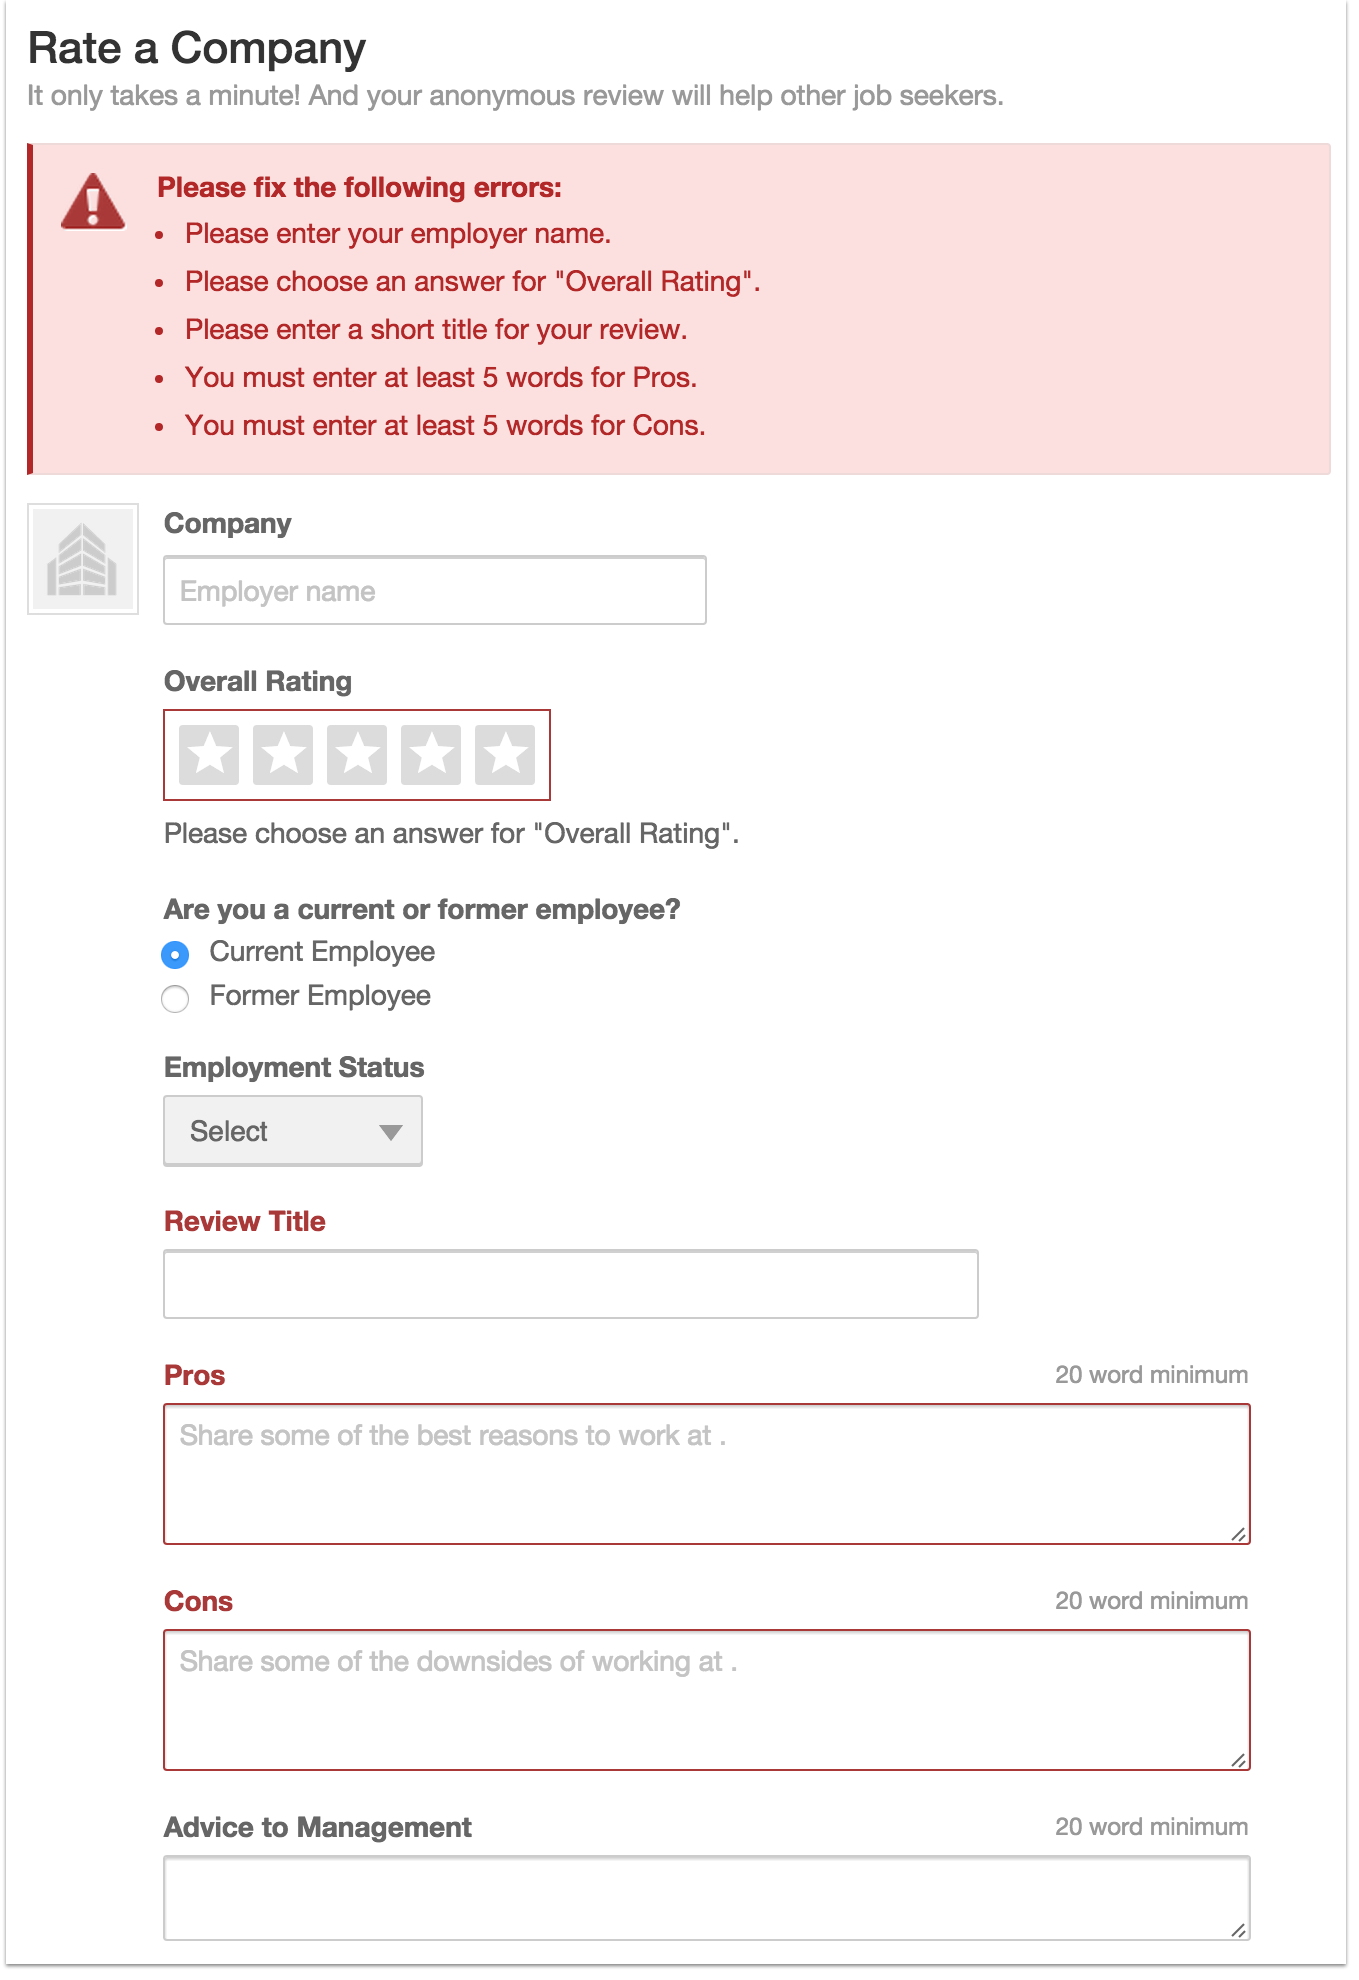 Rate a Company
It only takes a minute! And your anonymous review will help other job seekers.
Please fix the following errors:
• Please enter your employer name.
• Please choose an answer for "Overall Rating".
• Please enter a short title for your review.
• You must enter at least 5 words for Pros.
• You must enter at least 5 words for Cons.
Company
Employer name
Overall Rating
Please choose an answer for "Overall Rating".
Are you a current or former employee?
Current Employee
Former Employee
Employment Status
Select
Review Title
Pros 20 word minimum
Share some of the best reasons to work at .
Cons 20 word minimum
Share some of the downsides of working at .
Advice to Management 20 word minimum